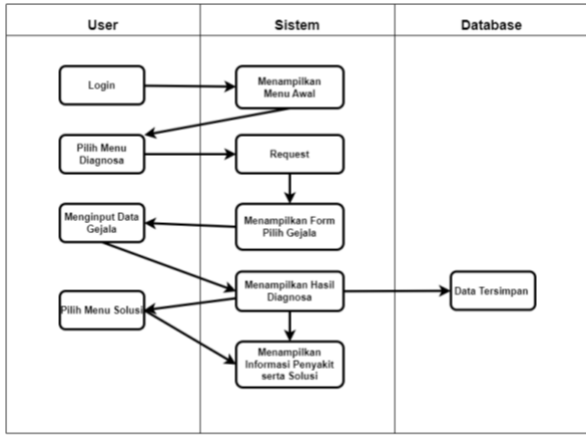 User
Sistem
Database
Login
Menampilkan
Menu Awal
Pilih Menu
Diagnosa
Request
Menginput Data
Gejala
Menampilkan Form
Pilih Gejala
Menampilkan Hasil
Diagnosa
Data Tersimpan
Pilih Menu Solusi
Menampilkan
Informasi Penyakit
serta Solusi